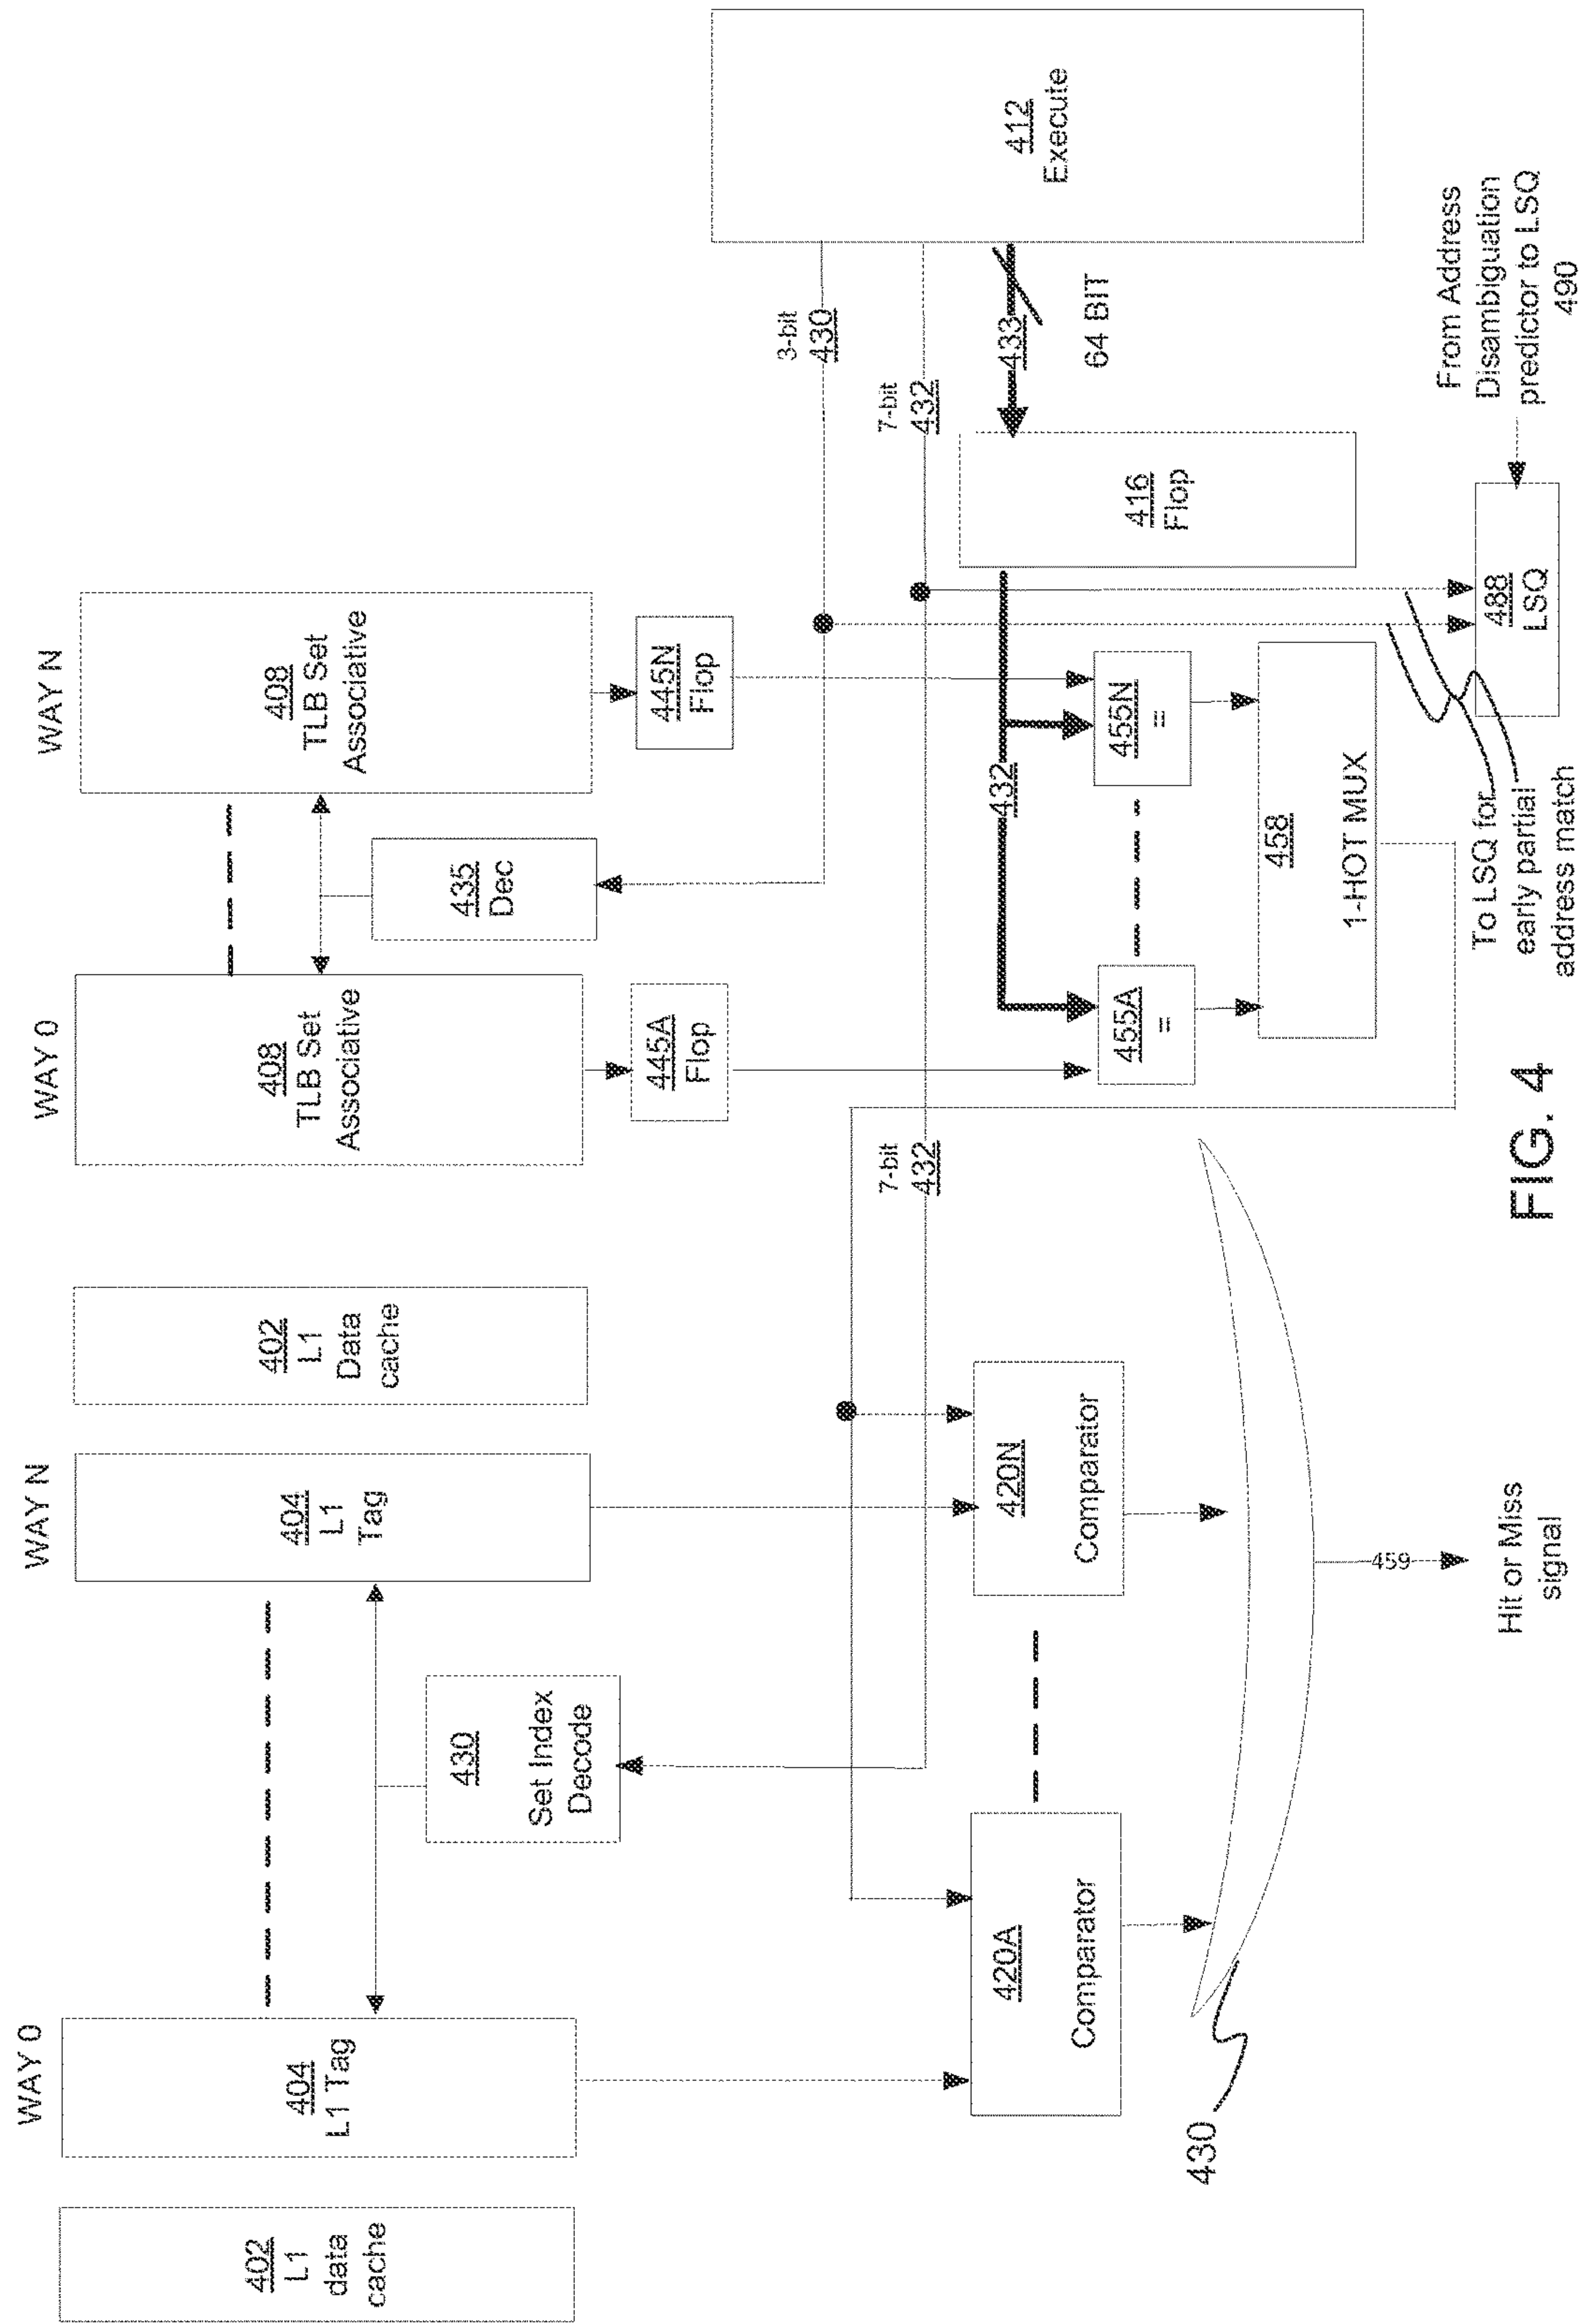 WAY 0
WAY N
WAY 0
WAY N
402
L1
data
cache
404
L1 Tag
404
L1
Tag
402
L1
Data
cache
408
TLB Set
Associative
408
TLB Set
Associative
430
Set Index
Decode
435
Dec
445A
Flop
445N
Flop
3-bit
430
7-bit
432
7-bit
432
433
64 BIT
412
Execute
416
Flop
432
420A
Comparator
420N
Comparator
455A
=
455N
=
458
1-HOT MUX
488
LSQ
430
459
Hit or Miss
signal
To LSQ for
early partial
address match
From Address
Disambiguation
predictor to LSQ
490
FIG. 4